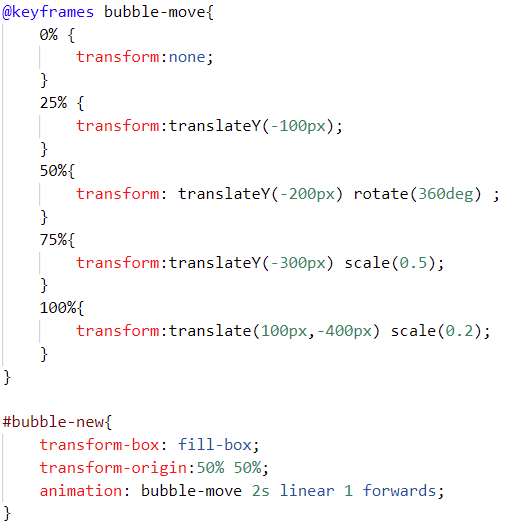 @keyframes bubble-move{
    0% {
        transform:none;
    }
    25% {
        transform:translateY(-100px);
    }
    50%{
        transform: translateY(-200px) rotate(360deg) ;
    }
    75%{
        transform:translateY(-300px) scale(0.5);
    }
    100%{
        transform:translate(100px,-400px) scale(0.2);
    }
}

#bubble-new{
    transform-box: fill-box;
    transform-origin:50% 50%;
    animation: bubble-move 2s linear 1 forwards;
}